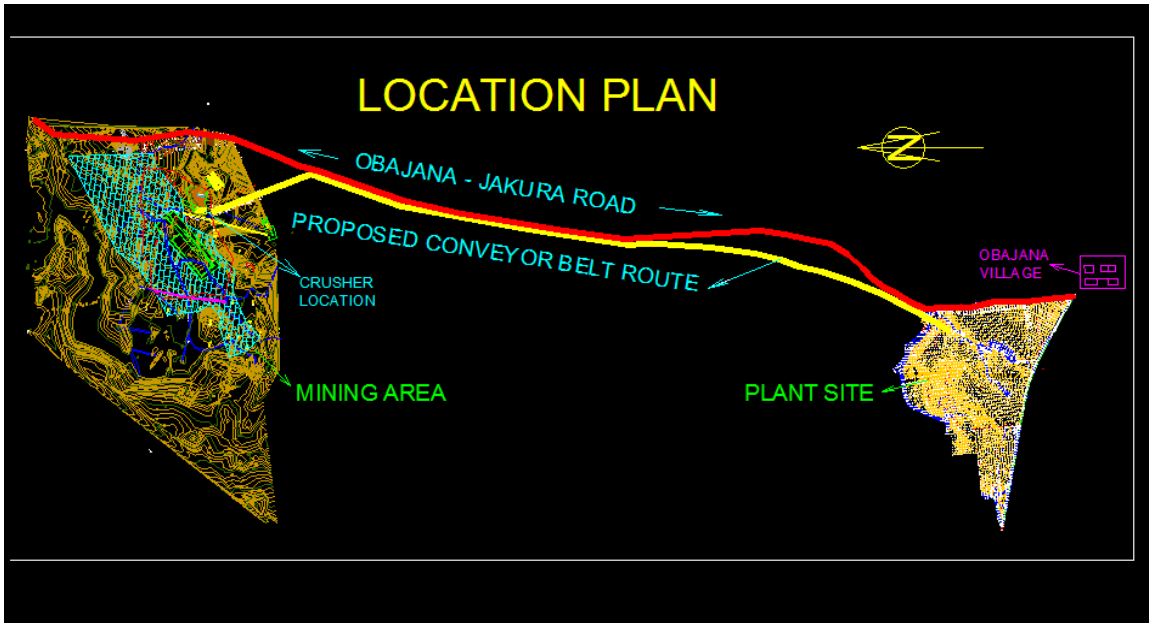 LOCATION PLAN
N
OBAJANA - JAKURA ROAD
PROPOSED CONVEYOR BELT ROUTE
OBAJANA
VILLAGE
CRUSHER
LOCATION
MINING AREA
PLANT SITE